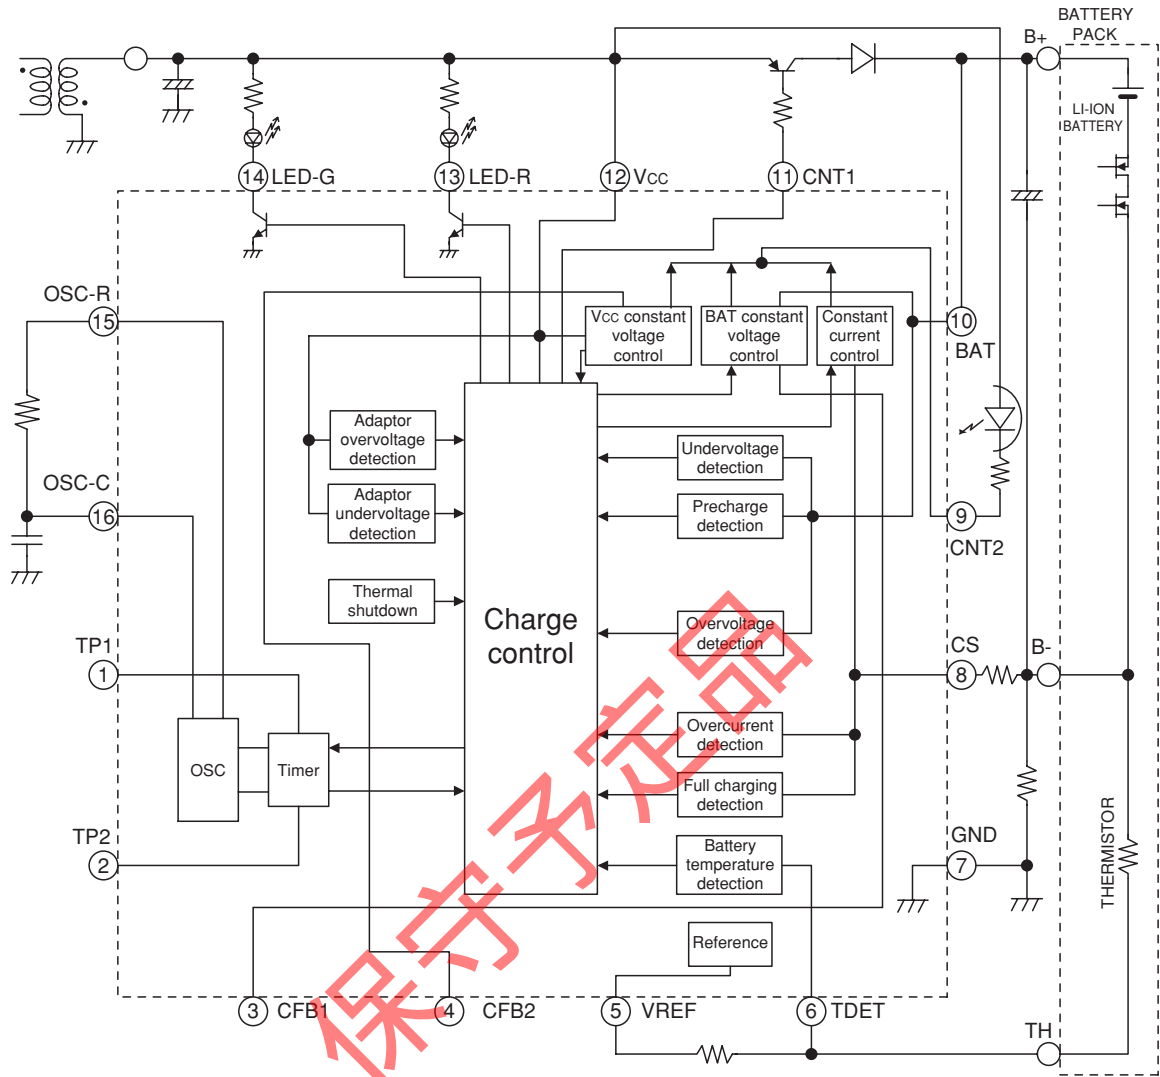 BATTERY
PACK
B+
LI-ION
BATTERY
14 LED-G
13 LED-R
12 VCC
11 CNT1
OSC-R
15
VCC constant
voltage
control
BAT constant
voltage
control
Constant
current
control
10
BAT
Adaptor
overvoltage
detection
Undervoltage
detection
OSC-C
16
Adaptor
undervoltage
detection
Precharge
detection
9
CNT2
Thermal
shutdown
Charge
control
Overvoltage
detection
TP1
1
CS
8
B-
OSC
Timer
Overcurrent
detection
Full charging
detection
TP2
2
Battery
temperature
detection
GND
7
THERMISTOR
Reference
3 CFB1
4 CFB2
5 VREF
6 TDET
TH
保守予定品